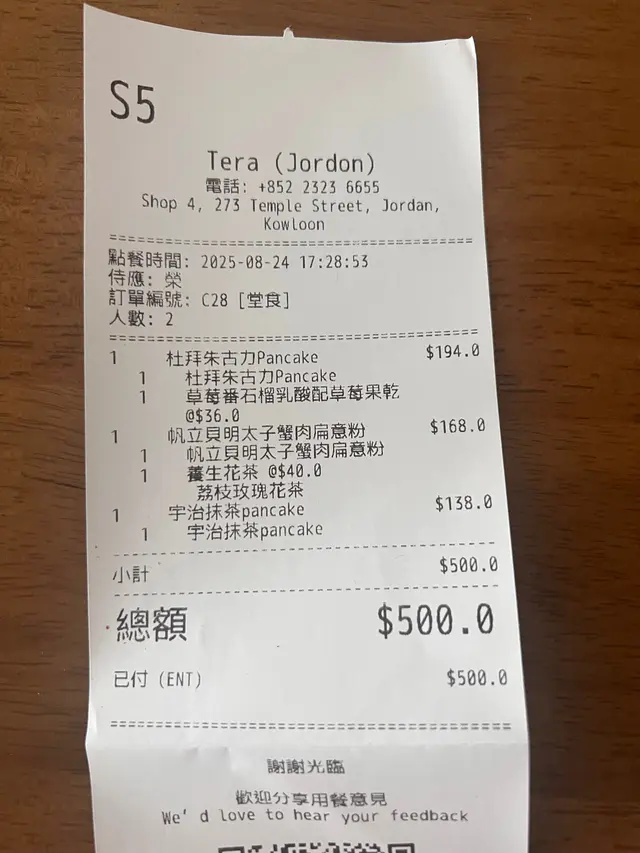 S5
Tera (Jordon)
電話: +852 2323 6655
Shop 4, 273 Temple Street, Jordan,
Kowloon
點餐時間: 2025-08-24 17:28:53
侍應: 榮
訂單編號: C28 [堂食]
人數: 2
1 杜拜朱古力Pancake $194.0
1 杜拜朱古力Pancake
1 草莓番石榴乳酸配草莓果乾
@$36.0
1 帆立貝明太子蟹肉扁意粉 $168.0
1 帆立貝明太子蟹肉扁意粉
1 養生花茶 @$40.0
荔枝玫瑰花茶
1 宇治抹茶pancake $138.0
1 宇治抹茶pancake
小計 $500.0
總額 $500.0
已付 (ENT) $500.0
謝謝光臨
歡迎分享用餐意見
We'd love to hear your feedback